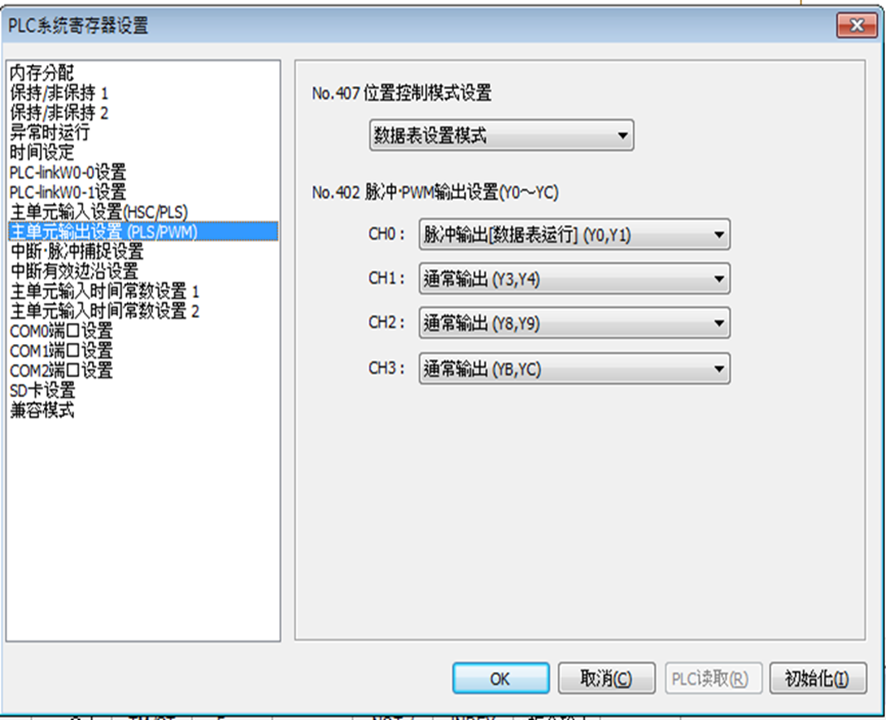 PLC系统寄存器设置
内存分配
保持/非保持 1
保持/非保持 2
异常时运行
时间设定
PLC-linkW0-0设置
PLC-linkW0-1设置
主单元输入设置(HSC/PLS)
主单元输出设置 (PLS/PWM)
中断·脉冲捕捉设置
中断有效边沿设置
主单元输入时间常数设置 1
主单元输入时间常数设置 2
COM0端口设置
COM1端口设置
COM2端口设置
SD卡设置
兼容模式
No.407 位置控制模式设置
数据表设置模式
No.402 脉冲·PWM输出设置(Y0～YC)
CH0 : 脉冲输出[数据表运行] (Y0,Y1)
CH1 : 通常输出 (Y3,Y4)
CH2 : 通常输出 (Y8,Y9)
CH3 : 通常输出 (YB,YC)
OK 取消(C) PLC读取(R) 初始化(I)